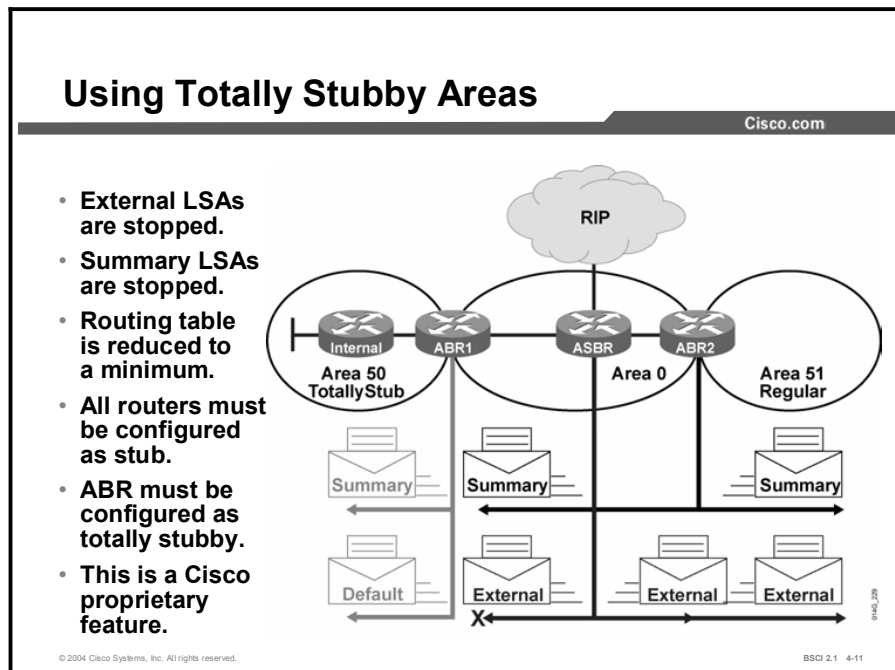 Using Totally Stubby Areas
Cisco.com
• External LSAs
are stopped.
• Summary LSAs
are stopped.
• Routing table
is reduced to
a minimum.
• All routers must
be configured
as stub.
• ABR must be
configured as
totally stubby.
• This is a Cisco
proprietary
feature.
RIP
Internal
ABR1
ASBR
ABR2
Area 50
TotallyStub
Area 0
Area 51
Regular
Summary
Summary
Summary
Default
External
External
External
X
014G_229
© 2004 Cisco Systems, Inc. All rights reserved.
BSCI 2.1 4-11